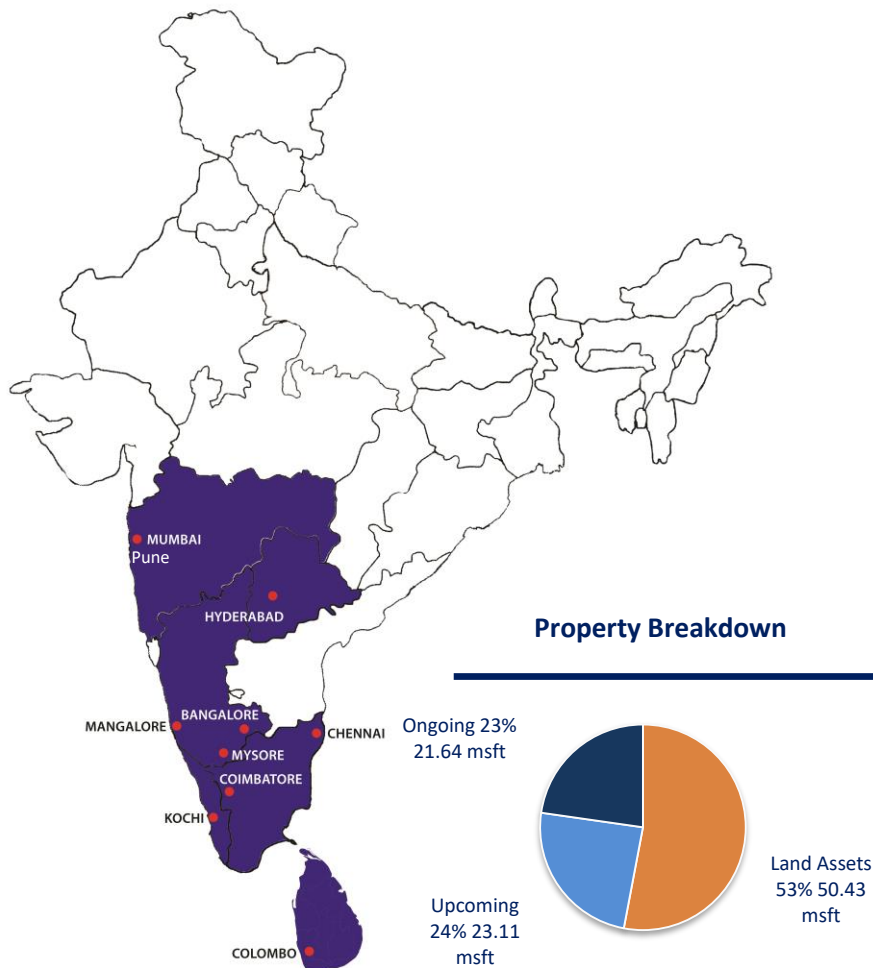 MUMBAI
Pune
HYDERABAD
Property Breakdown
BANGALORE
MANGALORE
CHENNAI
MYSORE
COIMBATORE
KOCHI
COLOMBO
Ongoing 23%
21.64 msft
Land Assets
53% 50.43
msft
Upcoming
24% 23.11
msft